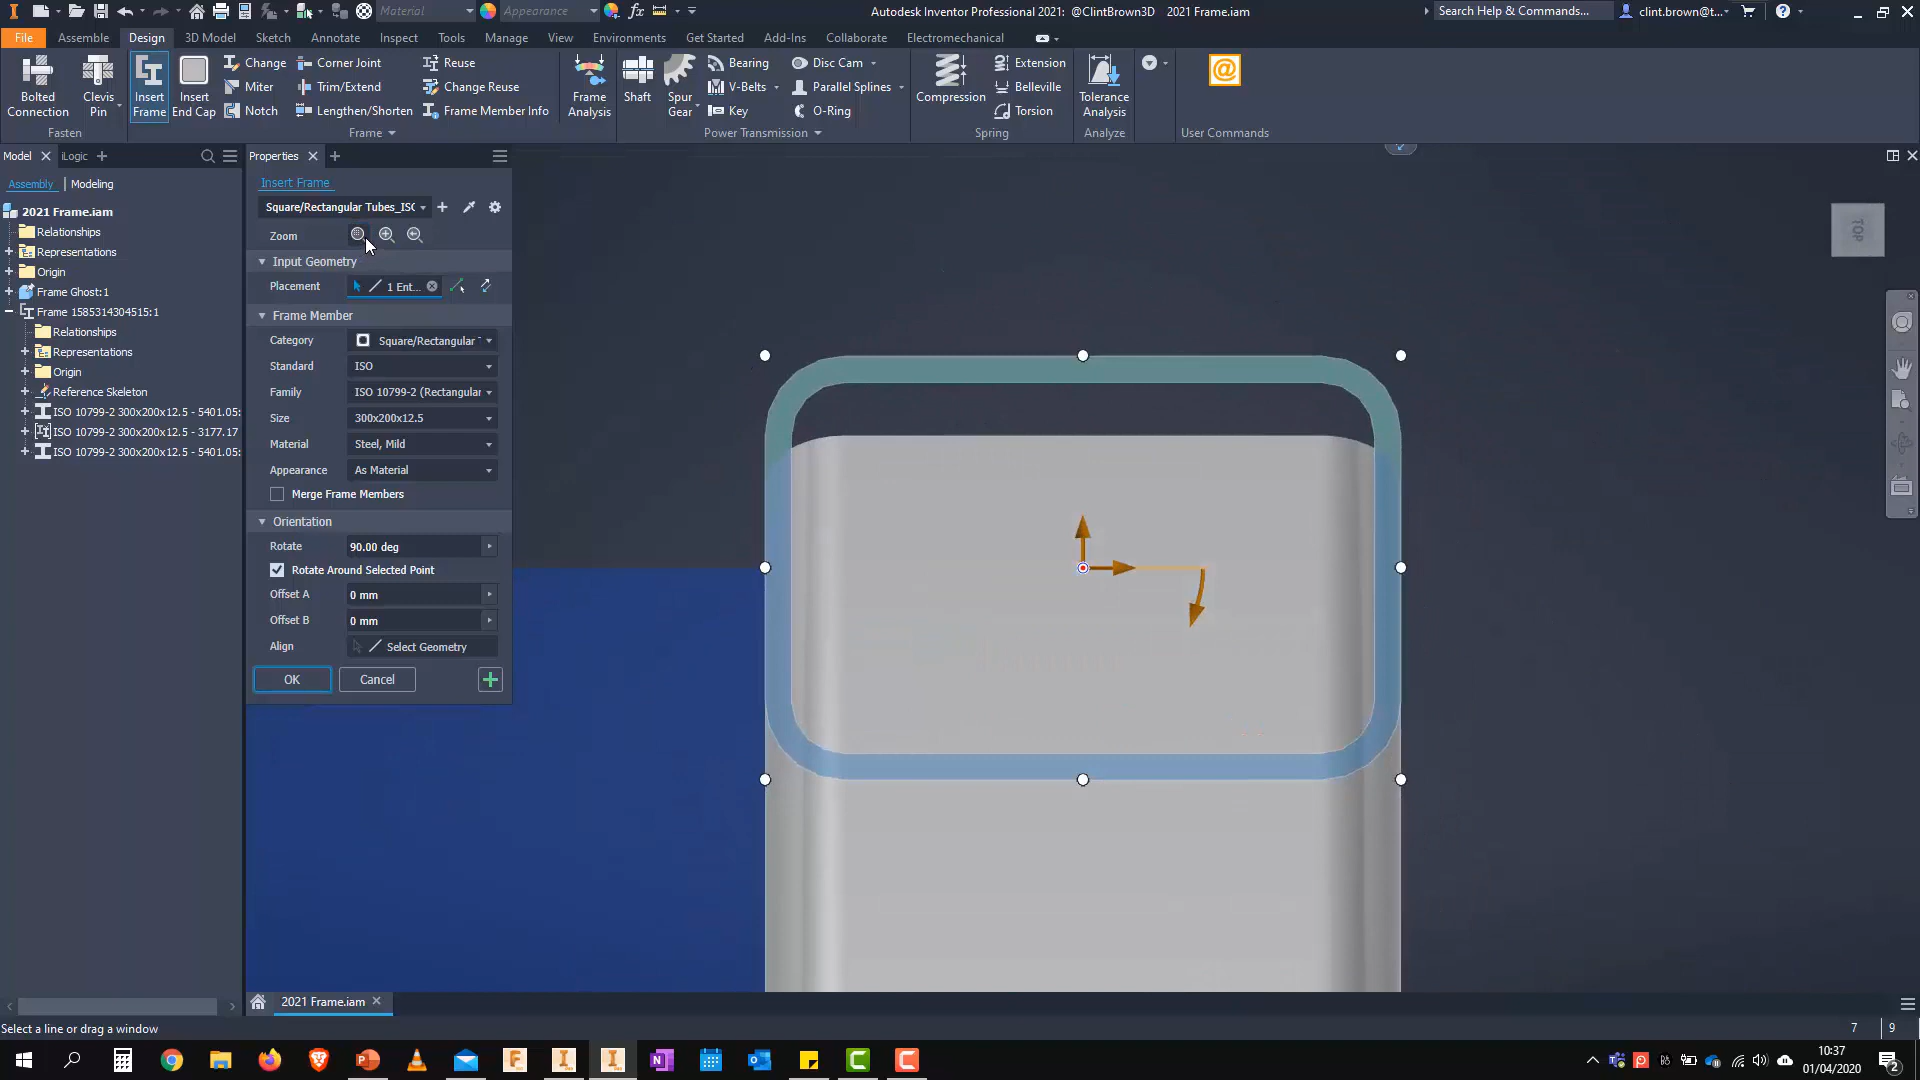 Material
Appearance
Autodesk Inventor Professional 2021: @ClintBrown3D 2021 Frame.iam
Search Help & Commands...
clint.brown@t...
File
Assemble
Design
3D Model
Sketch
Annotate
Inspect
Tools
Manage
View
Environments
Get Started
Add-Ins
Collaborate
Electromechanical
Bolted Connection
Clevis Pin
Insert Frame
Insert End Cap
Change
Miter
Notch
Corner Joint
Trim/Extend
Lengthen/Shorten
Reuse
Change Reuse
Frame Member Info
Frame Analysis
Shaft
Spur Gear
Bearing
V-Belts
Key
Disc Cam
Parallel Splines
O-Ring
Compression
Extension
Belleville
Torsion
Tolerance Analysis
Fasten
Frame
Power Transmission
Spring
Analyze
User Commands
Model
iLogic
Assembly
Modeling
2021 Frame.iam
Relationships
Representations
Origin
Frame Ghost:1
Frame 1585314304515:1
Relationships
Representations
Origin
Reference Skeleton
ISO 10799-2 300x200x12.5 - 5401.05:
ISO 10799-2 300x200x12.5 - 3177.17
ISO 10799-2 300x200x12.5 - 5401.05:
Properties
Insert Frame
Square/Rectangular Tubes_ISO
Zoom
Input Geometry
Placement 1 Ent...
Frame Member
Category Square/Rectangular
Standard ISO
Family ISO 10799-2 (Rectangular
Size 300x200x12.5
Material Steel, Mild
Appearance As Material
Merge Frame Members
Orientation
Rotate 90.00 deg
Rotate Around Selected Point
Offset A 0 mm
Offset B 0 mm
Align Select Geometry
OK
Cancel
TOP
2021 Frame.iam
Select a line or drag a window
7
9
10:37
01/04/2020
2